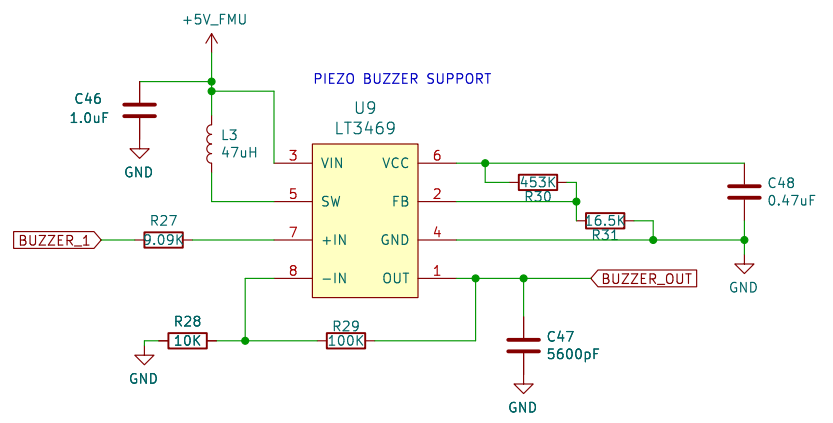 +5V_FMU
PIEZO BUZZER SUPPORT
C46
1.0uF
GND
L3
47uH
U9
LT3469
3 VIN VCC 6
5 SW FB 2
7 +IN GND 4
8 -IN OUT 1
453K
R30
16.5K
R31
C48
0.47uF
GND
BUZZER_1
R27
9.09K
BUZZER_OUT
R28
10K
GND
R29
100K
C47
5600pF
GND